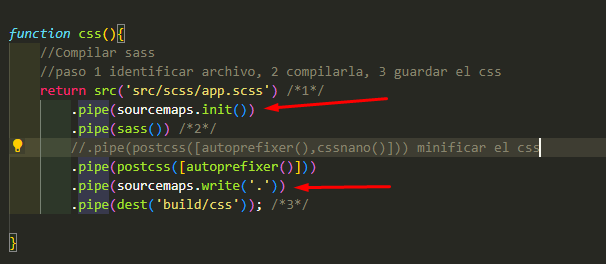 function css(){
//Compilar sass
//paso 1 identificar archivo, 2 compilarla, 3 guardar el css
return src('src/scss/app.scss') /*1*/
.pipe(sourcemaps.init())
.pipe(sass()) /*2*/
//.pipe(postcss([autoprefixer(),cssnano()])) minificar el css
.pipe(postcss([autoprefixer()]))
.pipe(sourcemaps.write('.'))
.pipe(dest('build/css')); /*3*/
}